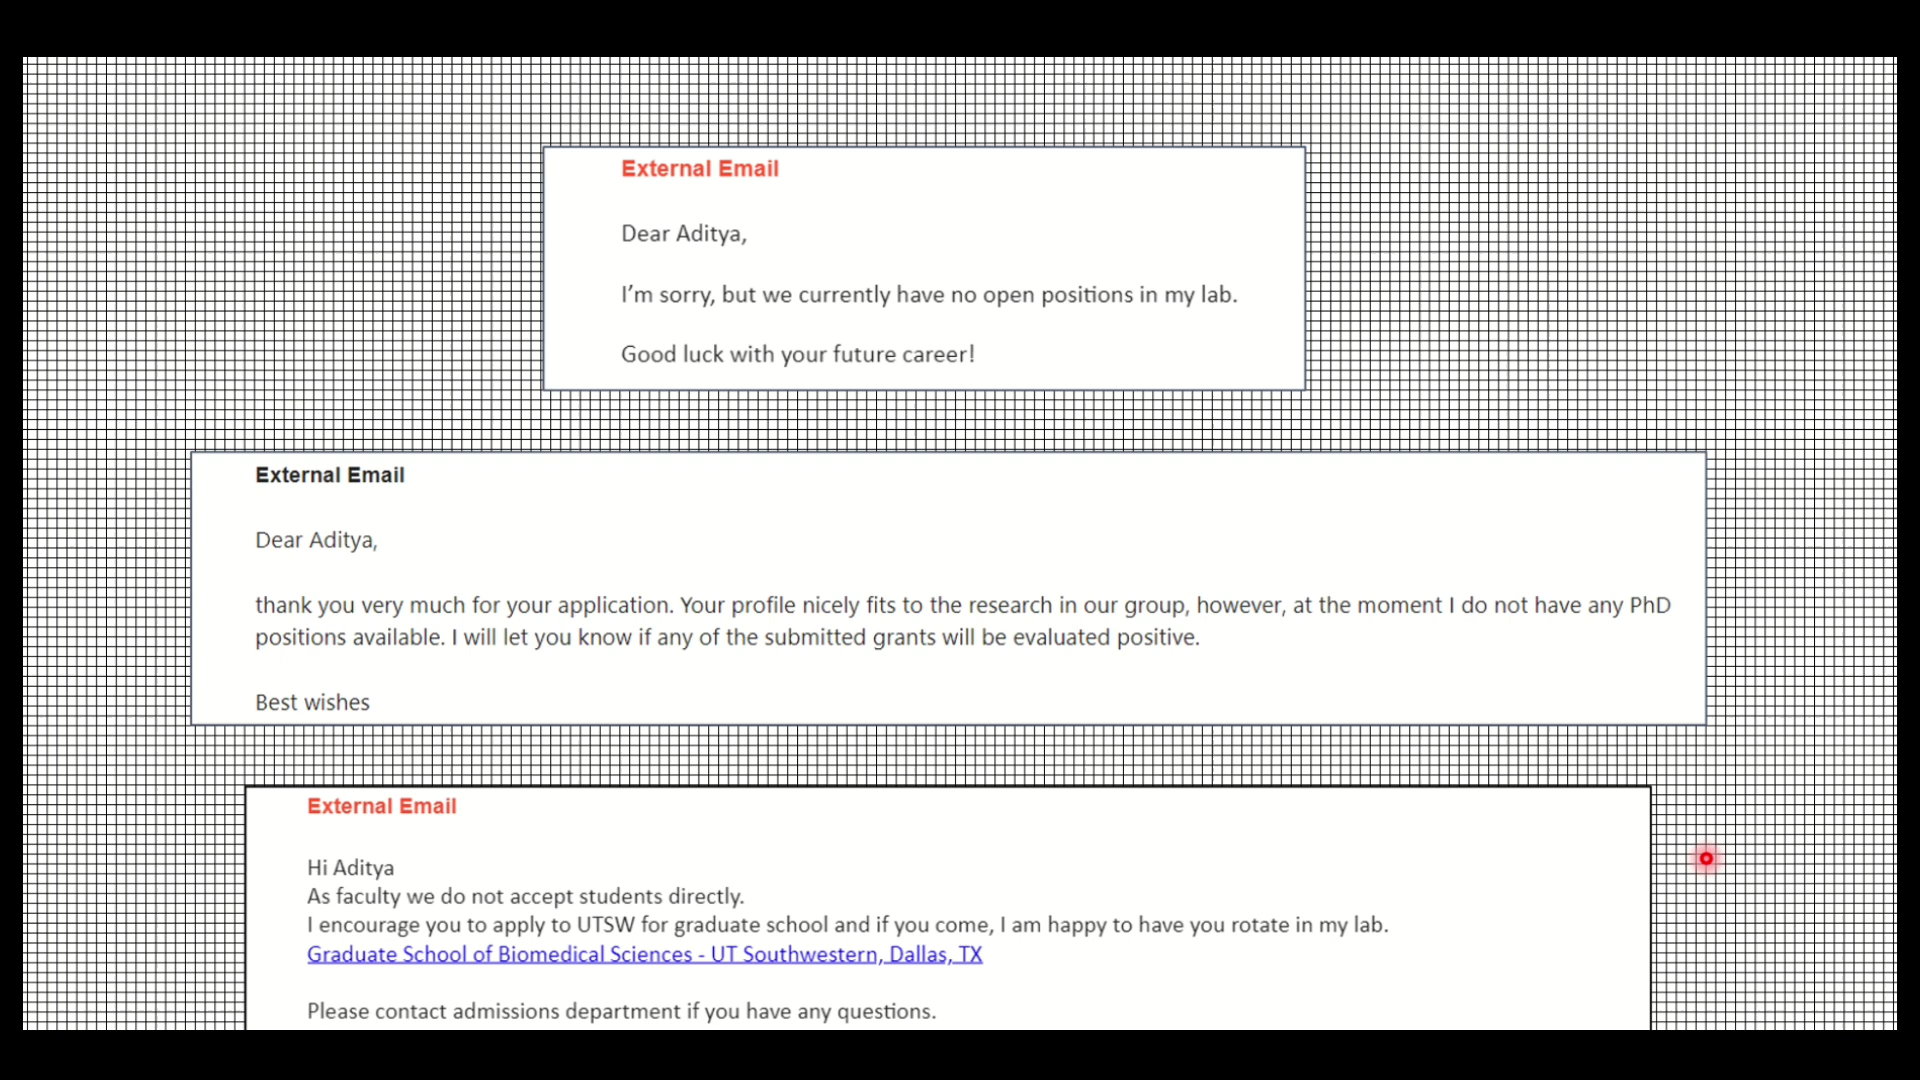 External Email
Dear Aditya,
I’m sorry, but we currently have no open positions in my lab.
Good luck with your future career!
External Email
Dear Aditya,
thank you very much for your application. Your profile nicely fits to the research in our group, however, at the moment I do not have any PhD
positions available. I will let you know if any of the submitted grants will be evaluated positive.
Best wishes
External Email
Hi Aditya
As faculty we do not accept students directly.
I encourage you to apply to UTSW for graduate school and if you come, I am happy to have you rotate in my lab.
Graduate School of Biomedical Sciences - UT Southwestern, Dallas, TX
Please contact admissions department if you have any questions.